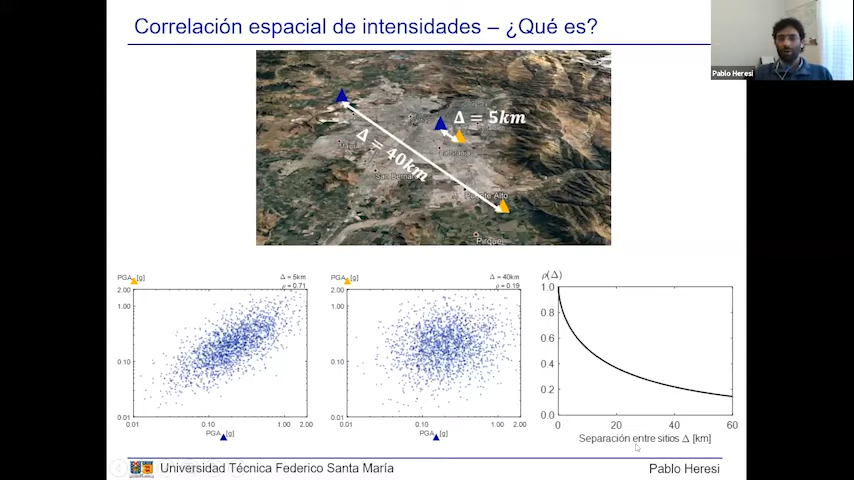 Correlación espacial de intensidades – ¿Qué es?
Pablo Heresi
Δ = 5km
Δ = 40km
San Bernardo
Puente Alto
Pirque
PGA [g]
Δ = 5km
ρ = 0.71
2.00
1.00
0.10
0.01
0.01
0.10
1.00
2.00
PGA [g]
PGA [g]
Δ = 40km
ρ = 0.19
2.00
1.00
0.10
0.01
0.01
0.10
1.00
2.00
PGA [g]
ρ(Δ)
1.0
0.8
0.6
0.4
0.2
0.0
0
20
40
60
Separación entre sitios Δ [km]
Universidad Técnica Federico Santa María
Pablo Heresi